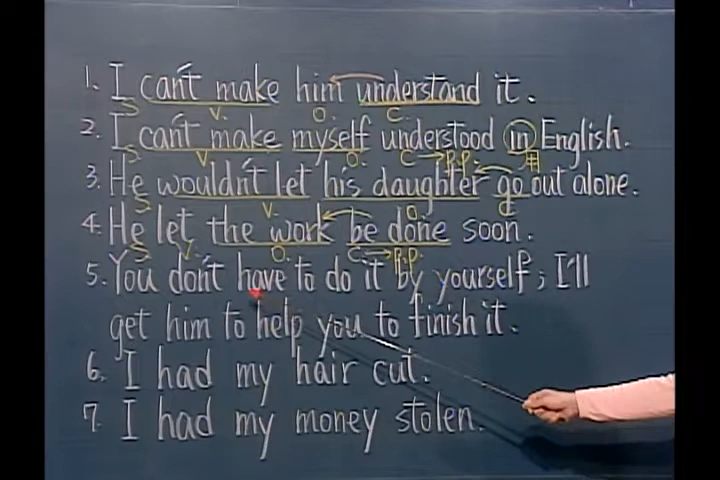 1. I can't make him understand it.
S V. O. C.
2. I can't make myself understood in English.
S. V. O. C → P.P. 用
3. He wouldn't let his daughter go out alone.
S. V. O. C
4. He let the work be done soon.
S. V. O. C → P.P.
5. You don't have to do it by yourself; I'll
get him to help you to finish it.
6. I had my hair cut.
7. I had my money stolen.